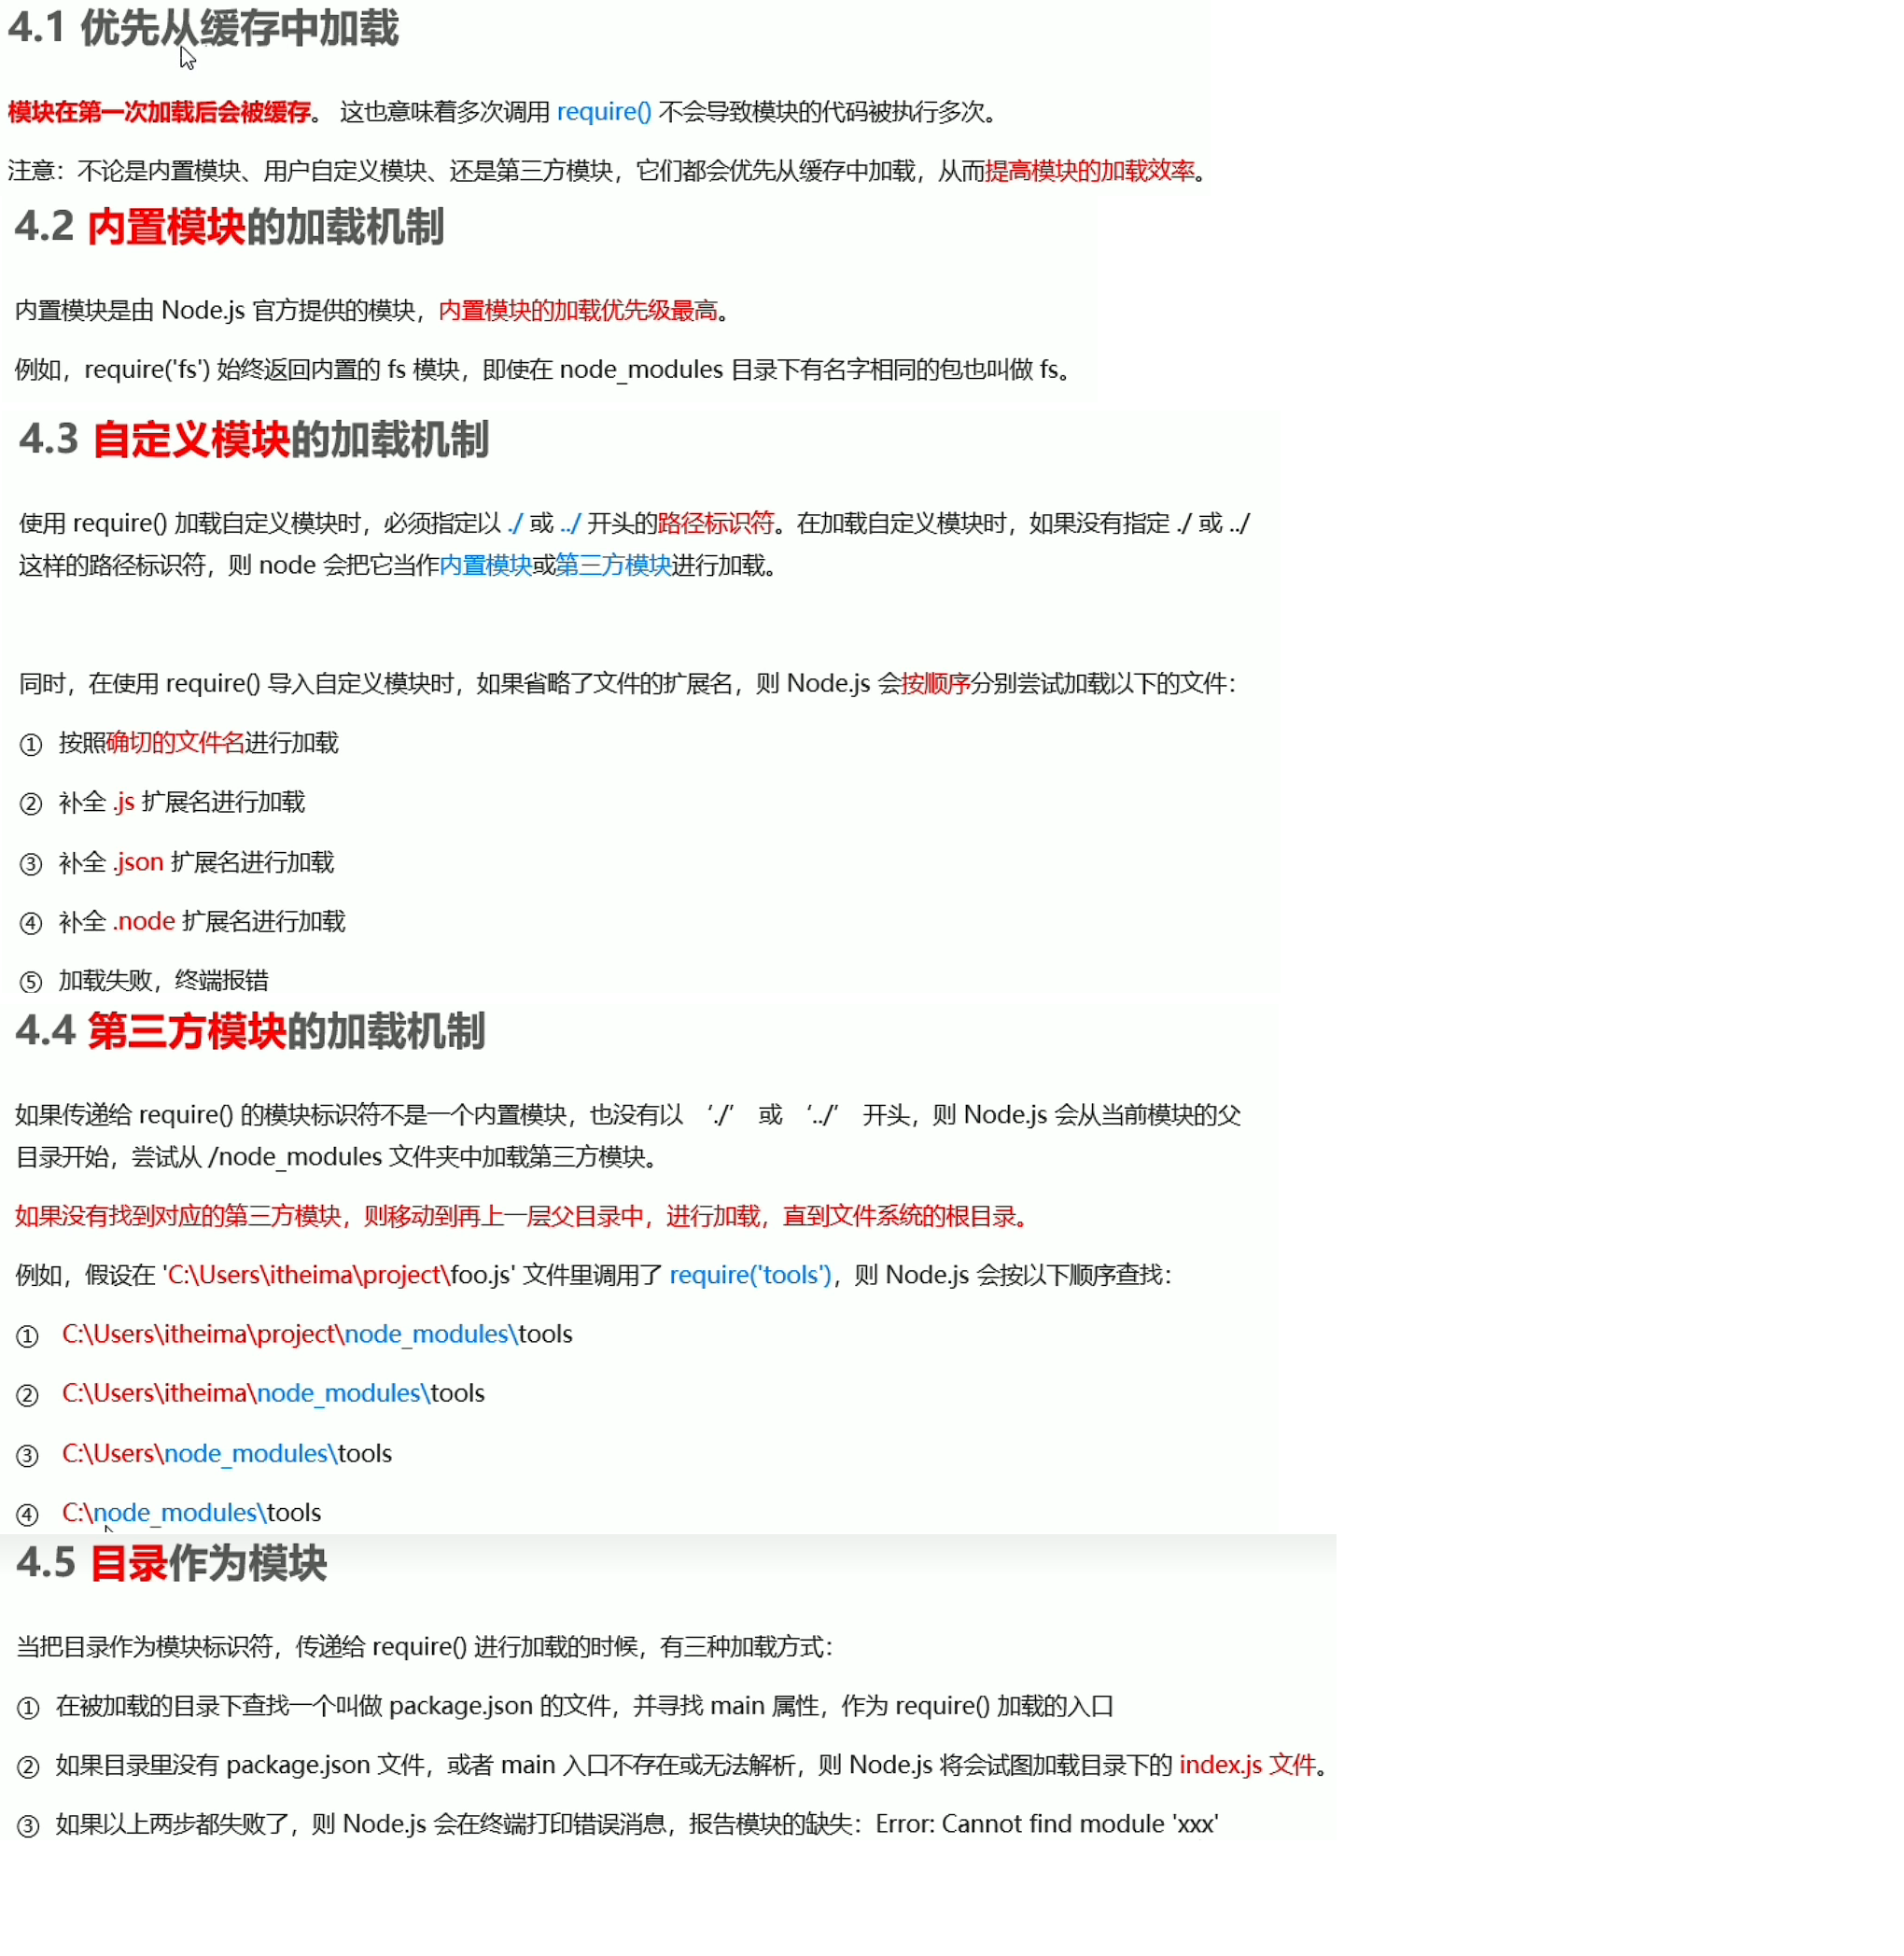 4.1 优先从缓存中加载
模块在第一次加载后会被缓存。 这也意味着多次调用 require() 不会导致模块的代码被执行多次。
注意：不论是内置模块、用户自定义模块、还是第三方模块，它们都会优先从缓存中加载，从而提高模块的加载效率。
4.2 内置模块的加载机制
内置模块是由 Node.js 官方提供的模块，内置模块的加载优先级最高。
例如，require('fs') 始终返回内置的 fs 模块，即使在 node_modules 目录下有名字相同的包也叫做 fs。
4.3 自定义模块的加载机制
使用 require() 加载自定义模块时，必须指定以 ./ 或 ../ 开头的路径标识符。在加载自定义模块时，如果没有指定 ./ 或 ../
这样的路径标识符，则 node 会把它当作内置模块或第三方模块进行加载。
同时，在使用 require() 导入自定义模块时，如果省略了文件的扩展名，则 Node.js 会按顺序分别尝试加载以下的文件：
① 按照确切的文件名进行加载
② 补全 .js 扩展名进行加载
③ 补全 .json 扩展名进行加载
④ 补全 .node 扩展名进行加载
⑤ 加载失败，终端报错
4.4 第三方模块的加载机制
如果传递给 require() 的模块标识符不是一个内置模块，也没有以 ‘./’ 或 ‘../’ 开头，则 Node.js 会从当前模块的父
目录开始，尝试从 /node_modules 文件夹中加载第三方模块。
如果没有找到对应的第三方模块，则移动到再上一层父目录中，进行加载，直到文件系统的根目录。
例如，假设在 'C:\Users\itheima\project\foo.js' 文件里调用了 require('tools')，则 Node.js 会按以下顺序查找：
① C:\Users\itheima\project\node_modules\tools
② C:\Users\itheima\node_modules\tools
③ C:\Users\node_modules\tools
④ C:\node_modules\tools
4.5 目录作为模块
当把目录作为模块标识符，传递给 require() 进行加载的时候，有三种加载方式：
① 在被加载的目录下查找一个叫做 package.json 的文件，并寻找 main 属性，作为 require() 加载的入口
② 如果目录里没有 package.json 文件，或者 main 入口不存在或无法解析，则 Node.js 将会试图加载目录下的 index.js 文件。
③ 如果以上两步都失败了，则 Node.js 会在终端打印错误消息，报告模块的缺失：Error: Cannot find module 'xxx'